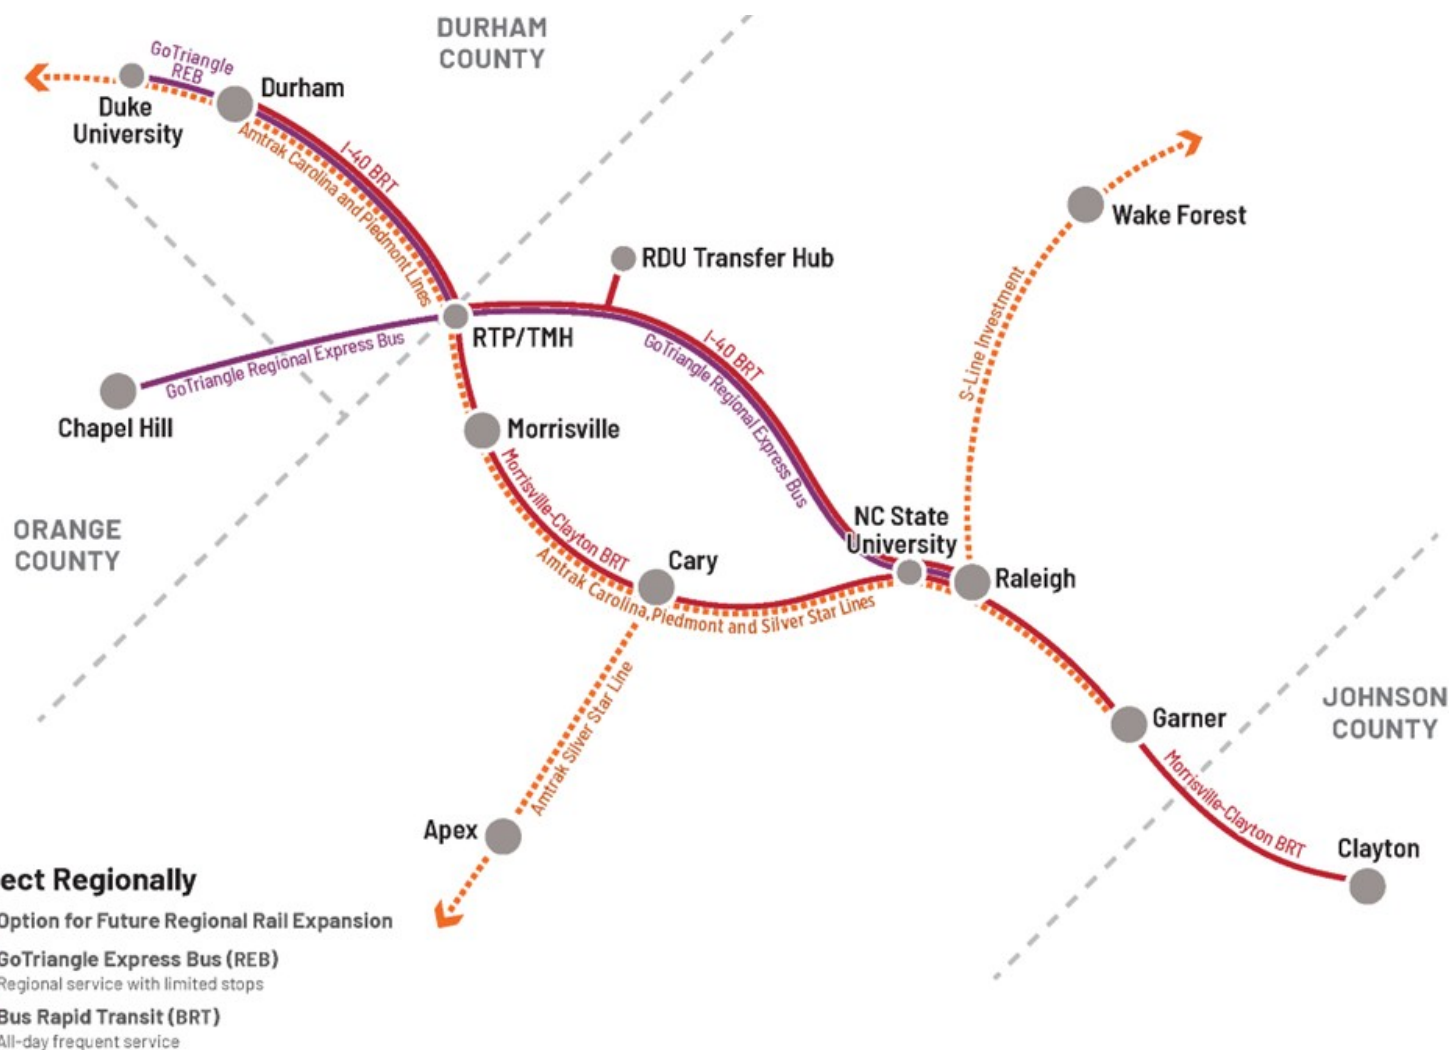 DURHAM
COUNTY
GoTriangle
REB
Durham
Duke
University
I-40 BRT
Amtrak Carolina and Piedmont Lines
Wake Forest
RDU Transfer Hub
S-Line Investment
RTP/TMH
I-40 BRT
GoTriangle Regional Express Bus
GoTriangle Regional Express Bus
Chapel Hill
Morrisville
Morrisville-Clayton BRT
ORANGE
COUNTY
NC State
University
Cary
Raleigh
Amtrak Carolina, Piedmont and Silver Star Lines
Amtrak Silver Star Line
JOHNSON
COUNTY
Garner
Morrisville-Clayton BRT
Apex
Clayton
ect Regionally
Option for Future Regional Rail Expansion
GoTriangle Express Bus (REB)
Regional service with limited stops
Bus Rapid Transit (BRT)
All-day frequent service